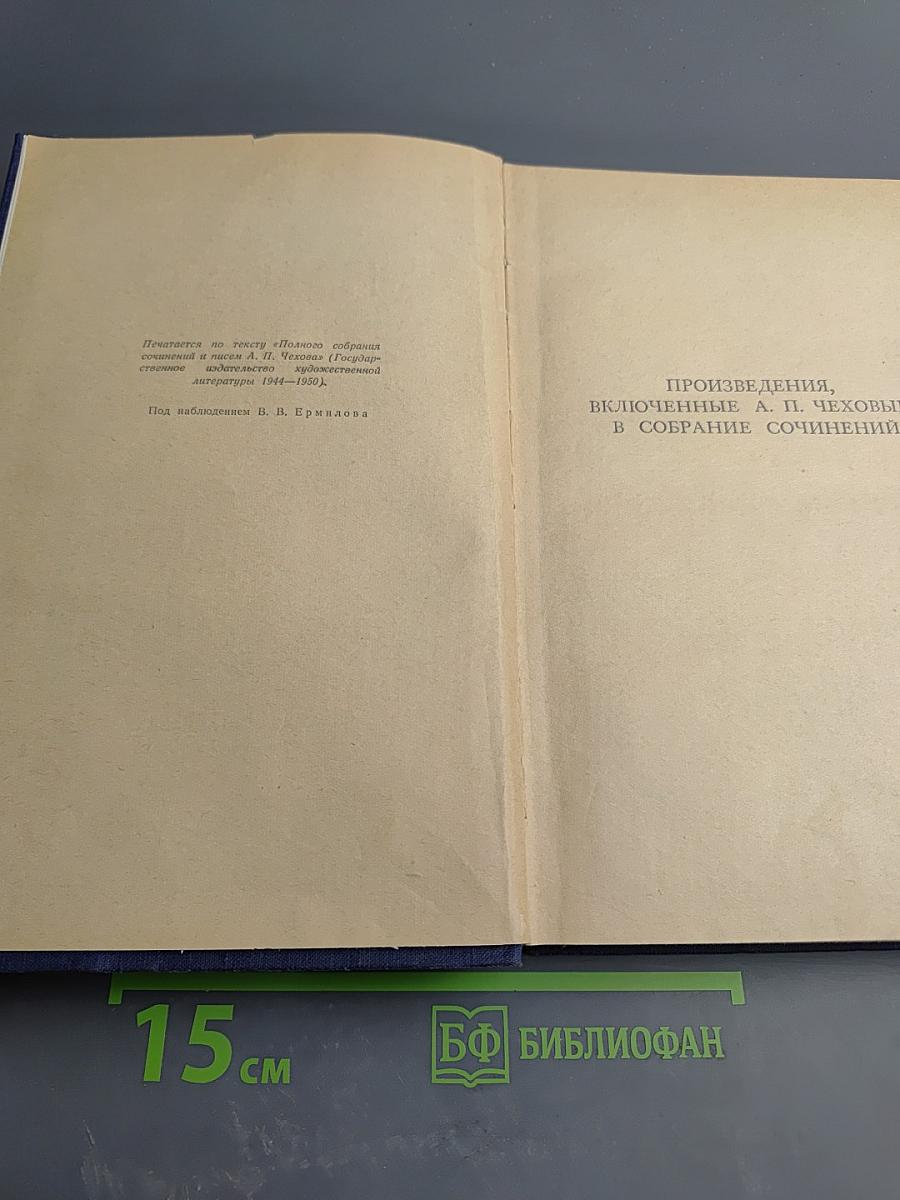 Печатается по тексту «Полного собрания
сочинений и писем А. П. Чехова» (Государ-
ственное издательство художественной
литературы 1944—1950).
Под наблюдением В. В. Ермилова
ПРОИЗВЕДЕНИЯ,
ВКЛЮЧЕННЫЕ А. П. ЧЕХОВЫ
В СОБРАНИЕ СОЧИНЕНИЙ
15 см
БФ БИБЛИОФАН